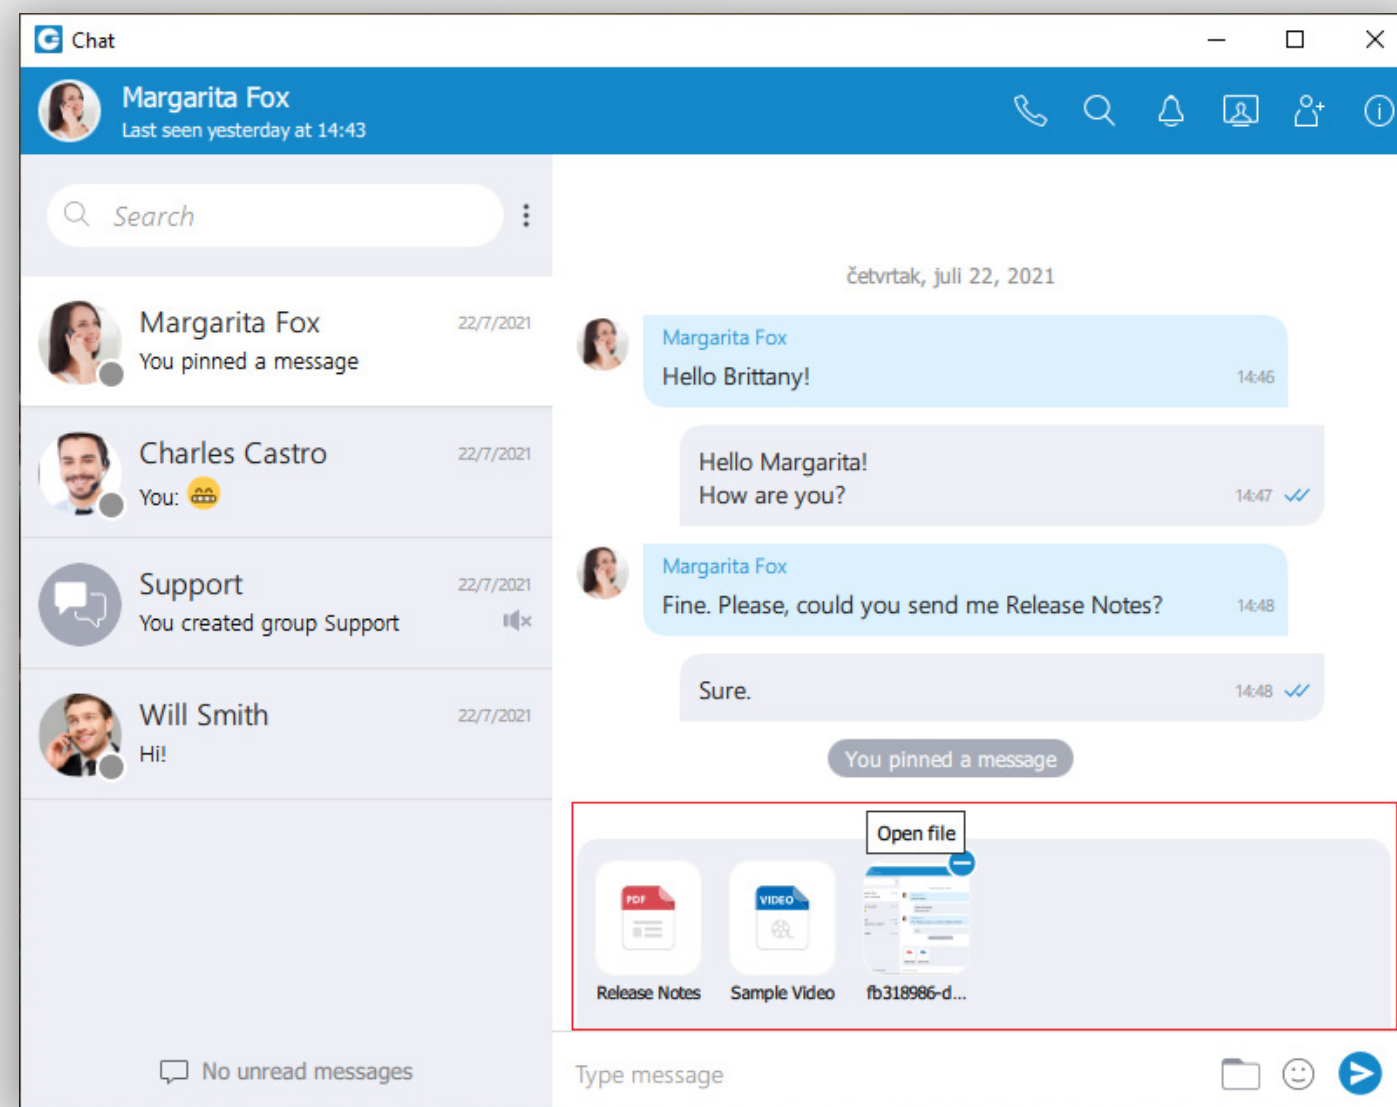 Chat
Margarita Fox
Last seen yesterday at 14:43
Search
Margarita Fox
22/7/2021
You pinned a message
Charles Castro
22/7/2021
You:
Support
22/7/2021
You created group Support
Will Smith
22/7/2021
Hi!
No unread messages
četvrtak, juli 22, 2021
Margarita Fox
Hello Brittany!
14:46
Hello Margarita!
How are you?
14:47
Margarita Fox
Fine. Please, could you send me Release Notes?
14:48
Sure.
14:48
You pinned a message
Open file
PDF
VIDEO
Release Notes
Sample Video
fb318986-d...
Type message